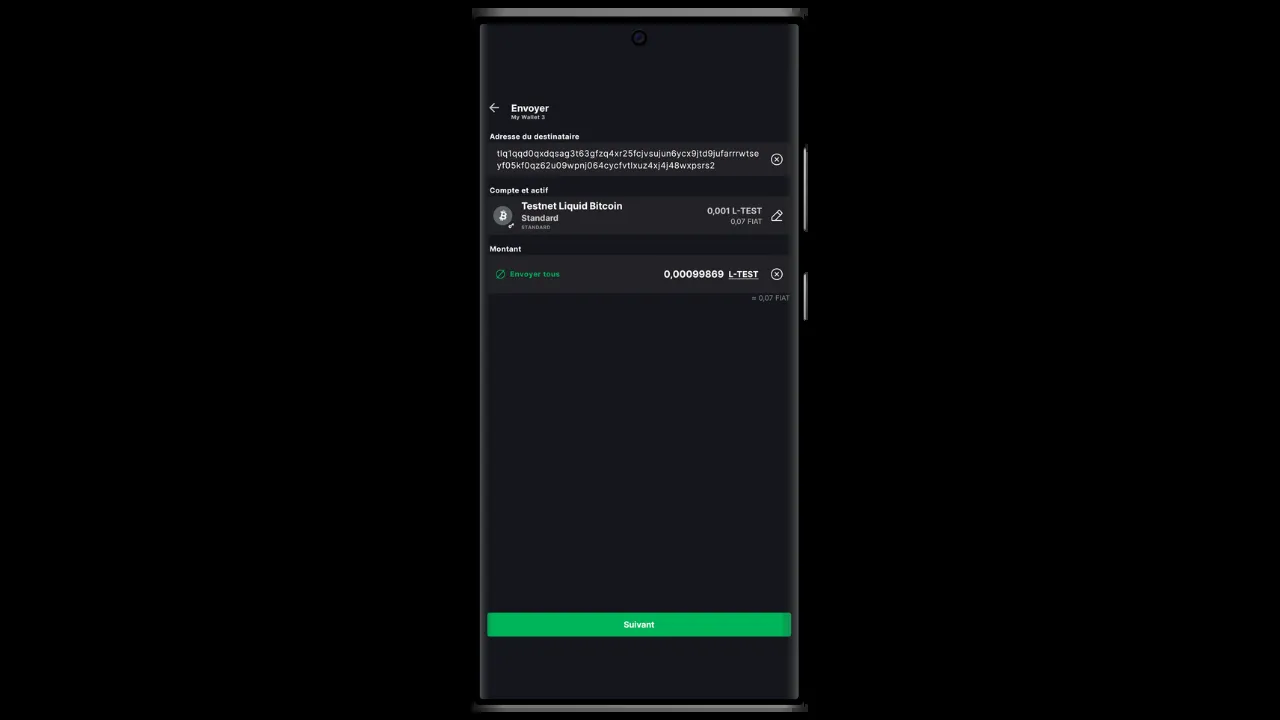 Envoyer
My Wallet 3
Adresse du destinataire
tlq1qqd0qxdqsag3t63gfzq4xr25fcjvsujun6ycx9jtd9jufarrrwtse
yf05kf0qz62u09wpnj064cycfvtlxuz4xj4j48wxpsrs2
Compte et actif
Testnet Liquid Bitcoin
Standard
STANDARD
0,001 L-TEST
0,07 FIAT
Montant
Envoyer tous
0,00099869 L-TEST
≈ 0,07 FIAT
Suivant